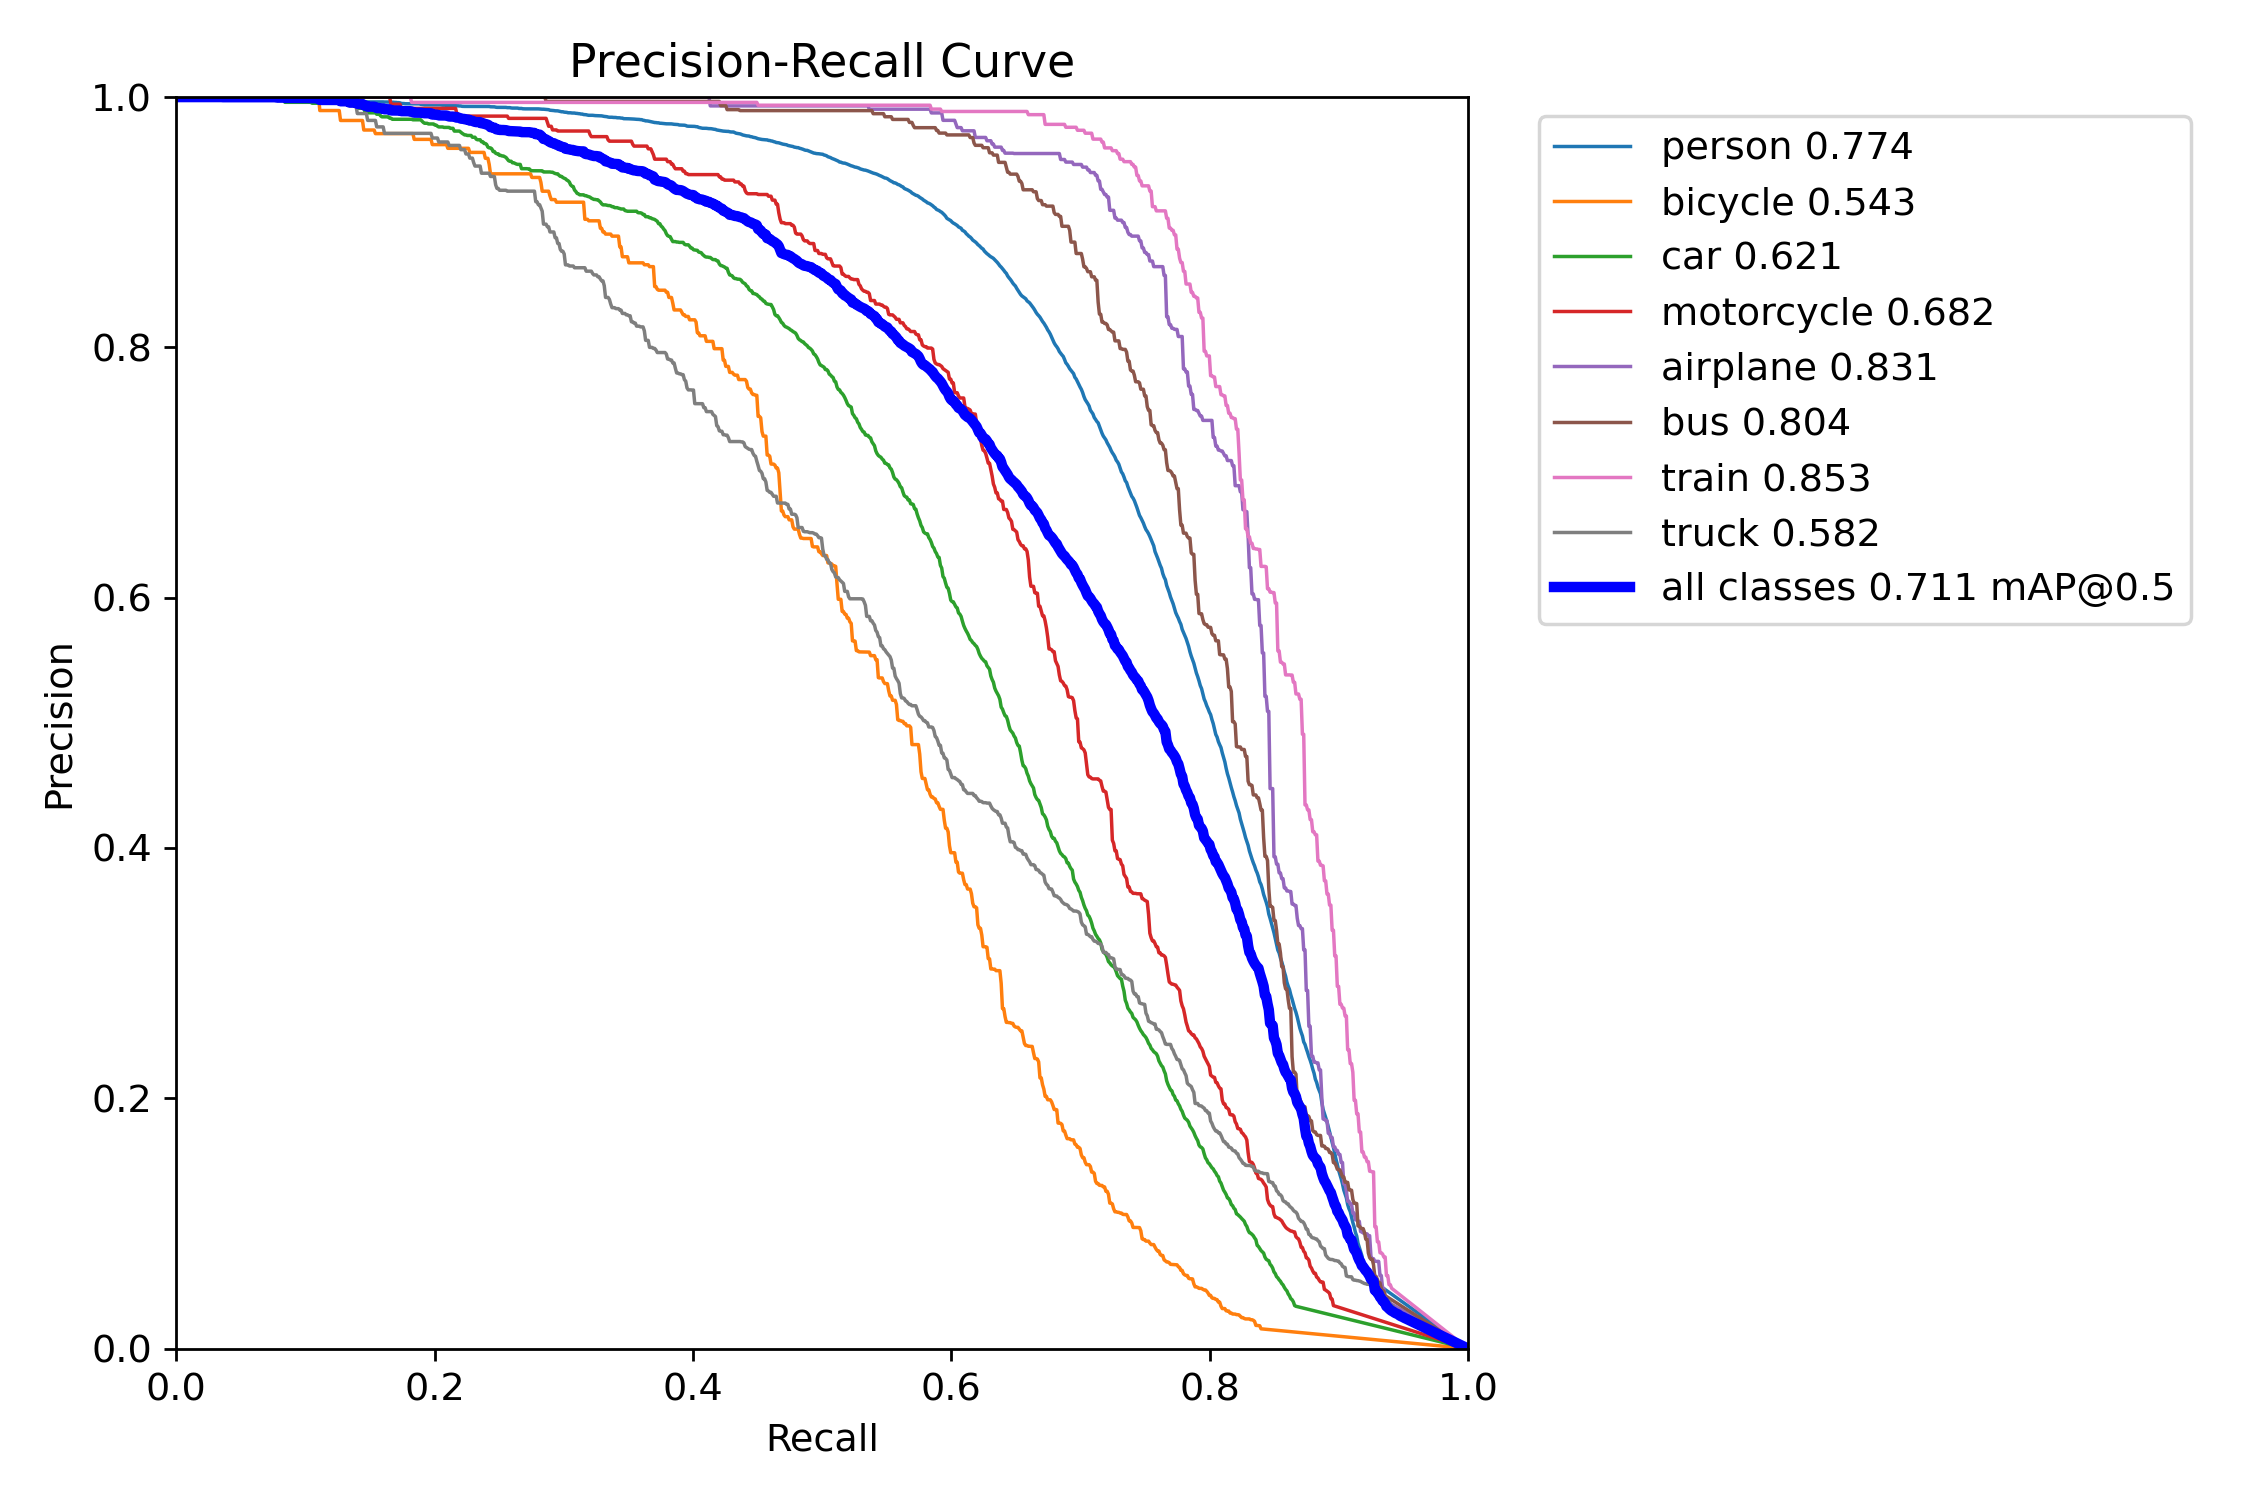 Precision-Recall Curve
1.0
0.8
0.6
0.4
0.2
0.0
Precision
0.0 0.2 0.4 0.6 0.8 1.0
Recall
person 0.774
bicycle 0.543
car 0.621
motorcycle 0.682
airplane 0.831
bus 0.804
train 0.853
truck 0.582
all classes 0.711 mAP@0.5